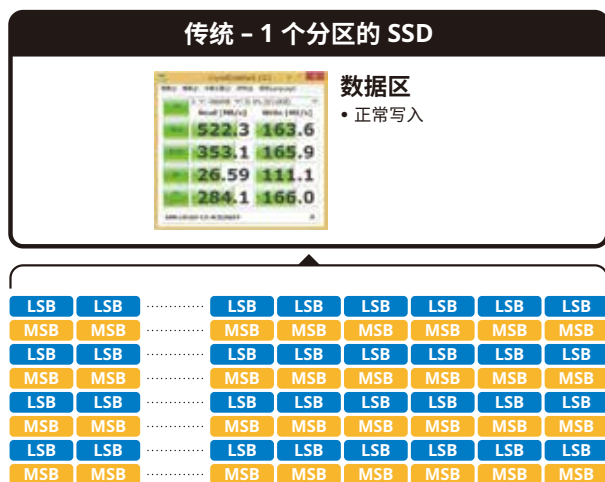 传统 – 1 个分区的 SSD
数据区
• 正常写入
Read [MB/s] Write [MB/s]
522.3 163.6
353.1 165.9
26.59 111.1
284.1 166.0
LSB LSB LSB LSB LSB LSB LSB LSB
MSB MSB MSB MSB MSB MSB MSB MSB
LSB LSB LSB LSB LSB LSB LSB LSB
MSB MSB MSB MSB MSB MSB MSB MSB
LSB LSB LSB LSB LSB LSB LSB LSB
MSB MSB MSB MSB MSB MSB MSB MSB
LSB LSB LSB LSB LSB LSB LSB LSB
MSB MSB MSB MSB MSB MSB MSB MSB